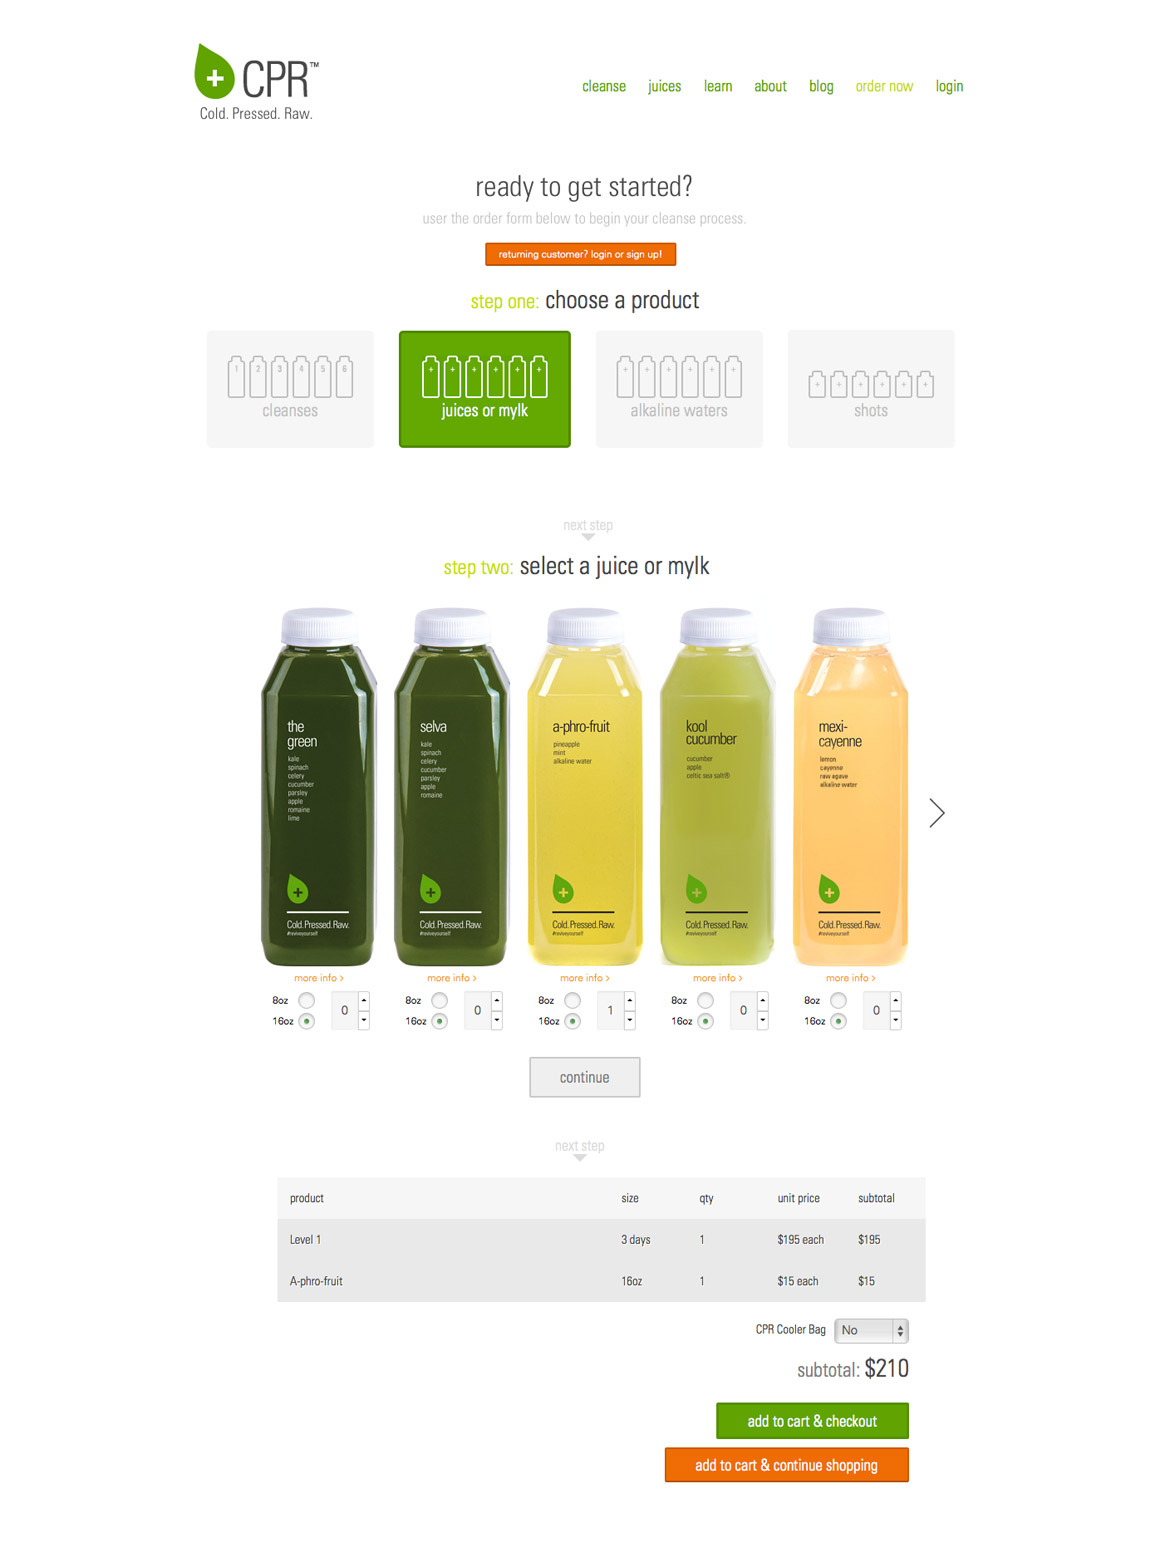 CPR™
Cold. Pressed. Raw.
cleanse juices learn about blog order now login
ready to get started?
user the order form below to begin your cleanse process.
returning customer? login or sign up!
step one: choose a product
1 2 3 4 5 6
cleanses
+ + + + + +
juices or mylk
+ + + + + +
alkaline waters
+ + + + + +
shots
next step
step two: select a juice or mylk
the
green
kale
spinach
celery
cucumber
parsley
apple
romaine
lime
Cold.Pressed.Raw.
#reviveyourself
selva
kale
spinach
celery
cucumber
parsley
apple
romaine
Cold.Pressed.Raw.
#reviveyourself
a-phro-fruit
pineapple
mint
alkaline water
Cold.Pressed.Raw.
#reviveyourself
kool
cucumber
cucumber
apple
celtic sea salt®
Cold.Pressed.Raw.
#reviveyourself
mexi-
cayenne
lemon
cayenne
raw agave
alkaline water
Cold.Pressed.Raw.
#reviveyourself
more info > more info > more info > more info > more info >
8oz 8oz 8oz 8oz 8oz
0 0 1 0 0
16oz 16oz 16oz 16oz 16oz
continue
next step
product size qty unit price subtotal
Level 1 3 days 1 $195 each $195
A-phro-fruit 16oz 1 $15 each $15
CPR Cooler Bag No
subtotal: $210
add to cart & checkout
add to cart & continue shopping